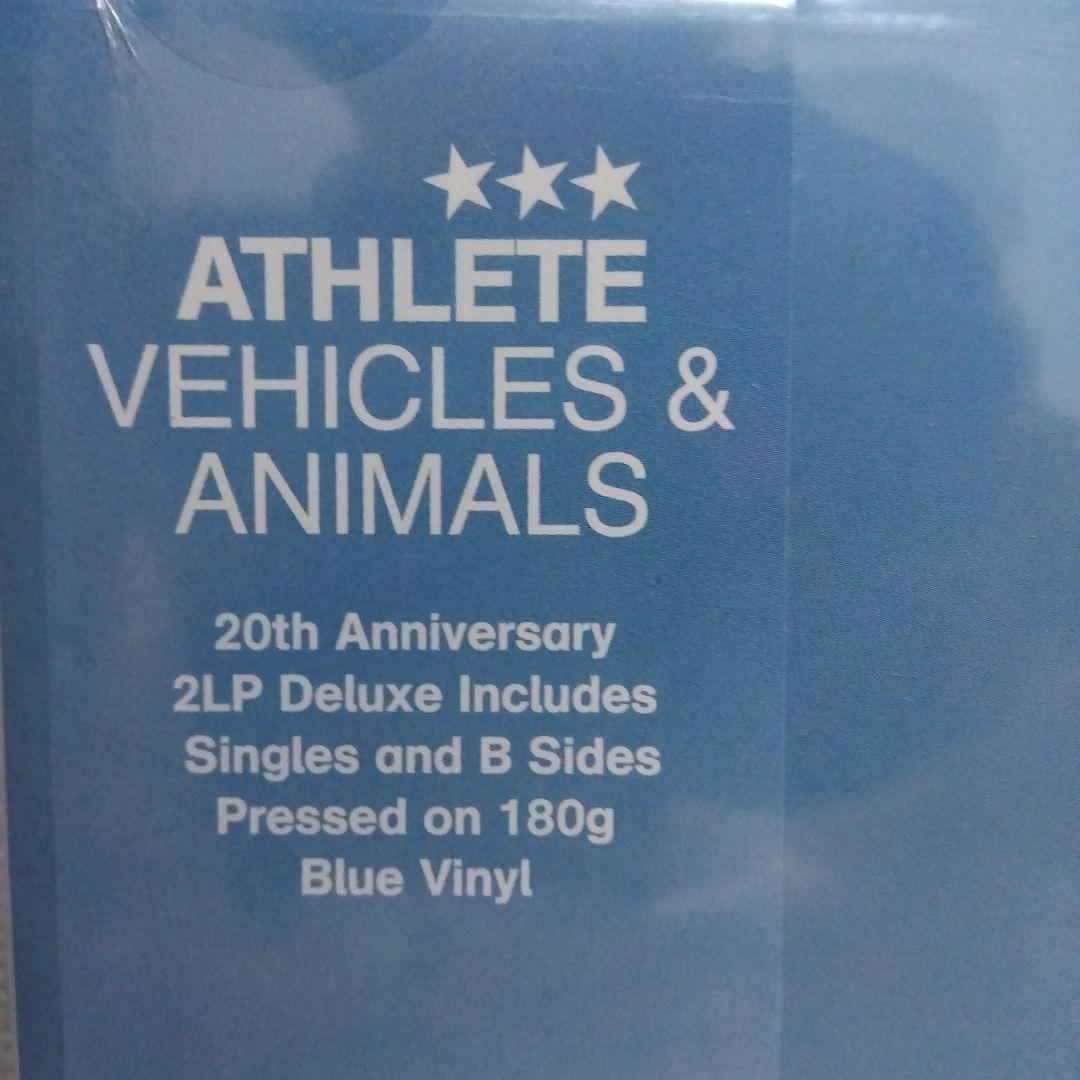 ATHLETE
VEHICLES &
ANIMALS
20th Anniversary
2LP Deluxe Includes
Singles and B Sides
Pressed on 180g
Blue Vinyl